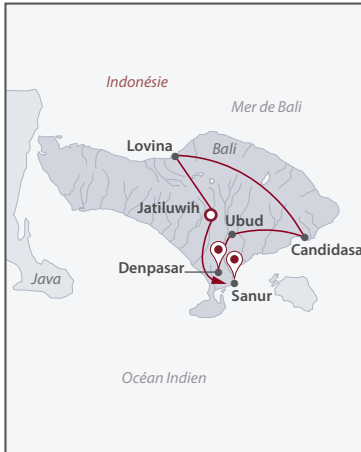 Indonésie
Mer de Bali
Lovina
Bali
Jatiluwih
Ubud
Candidasa
Denpasar
Java
Sanur
Océan Indien